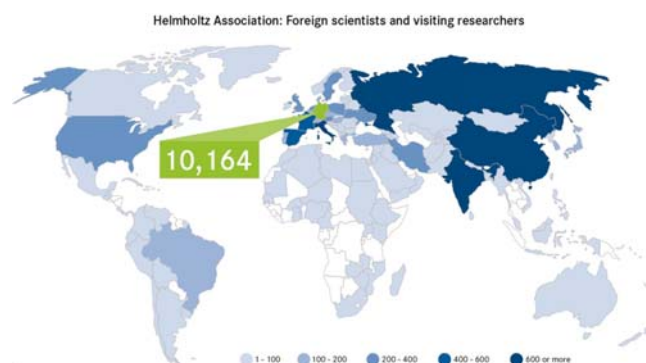 Helmholtz Association: Foreign scientists and visiting researchers
10,164
1 - 100
100 - 200
200 - 400
400 - 600
600 or more